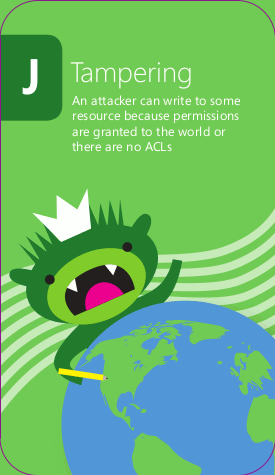 J
Tampering
An attacker can write to some
resource because permissions
are granted to the world or
there are no ACLs